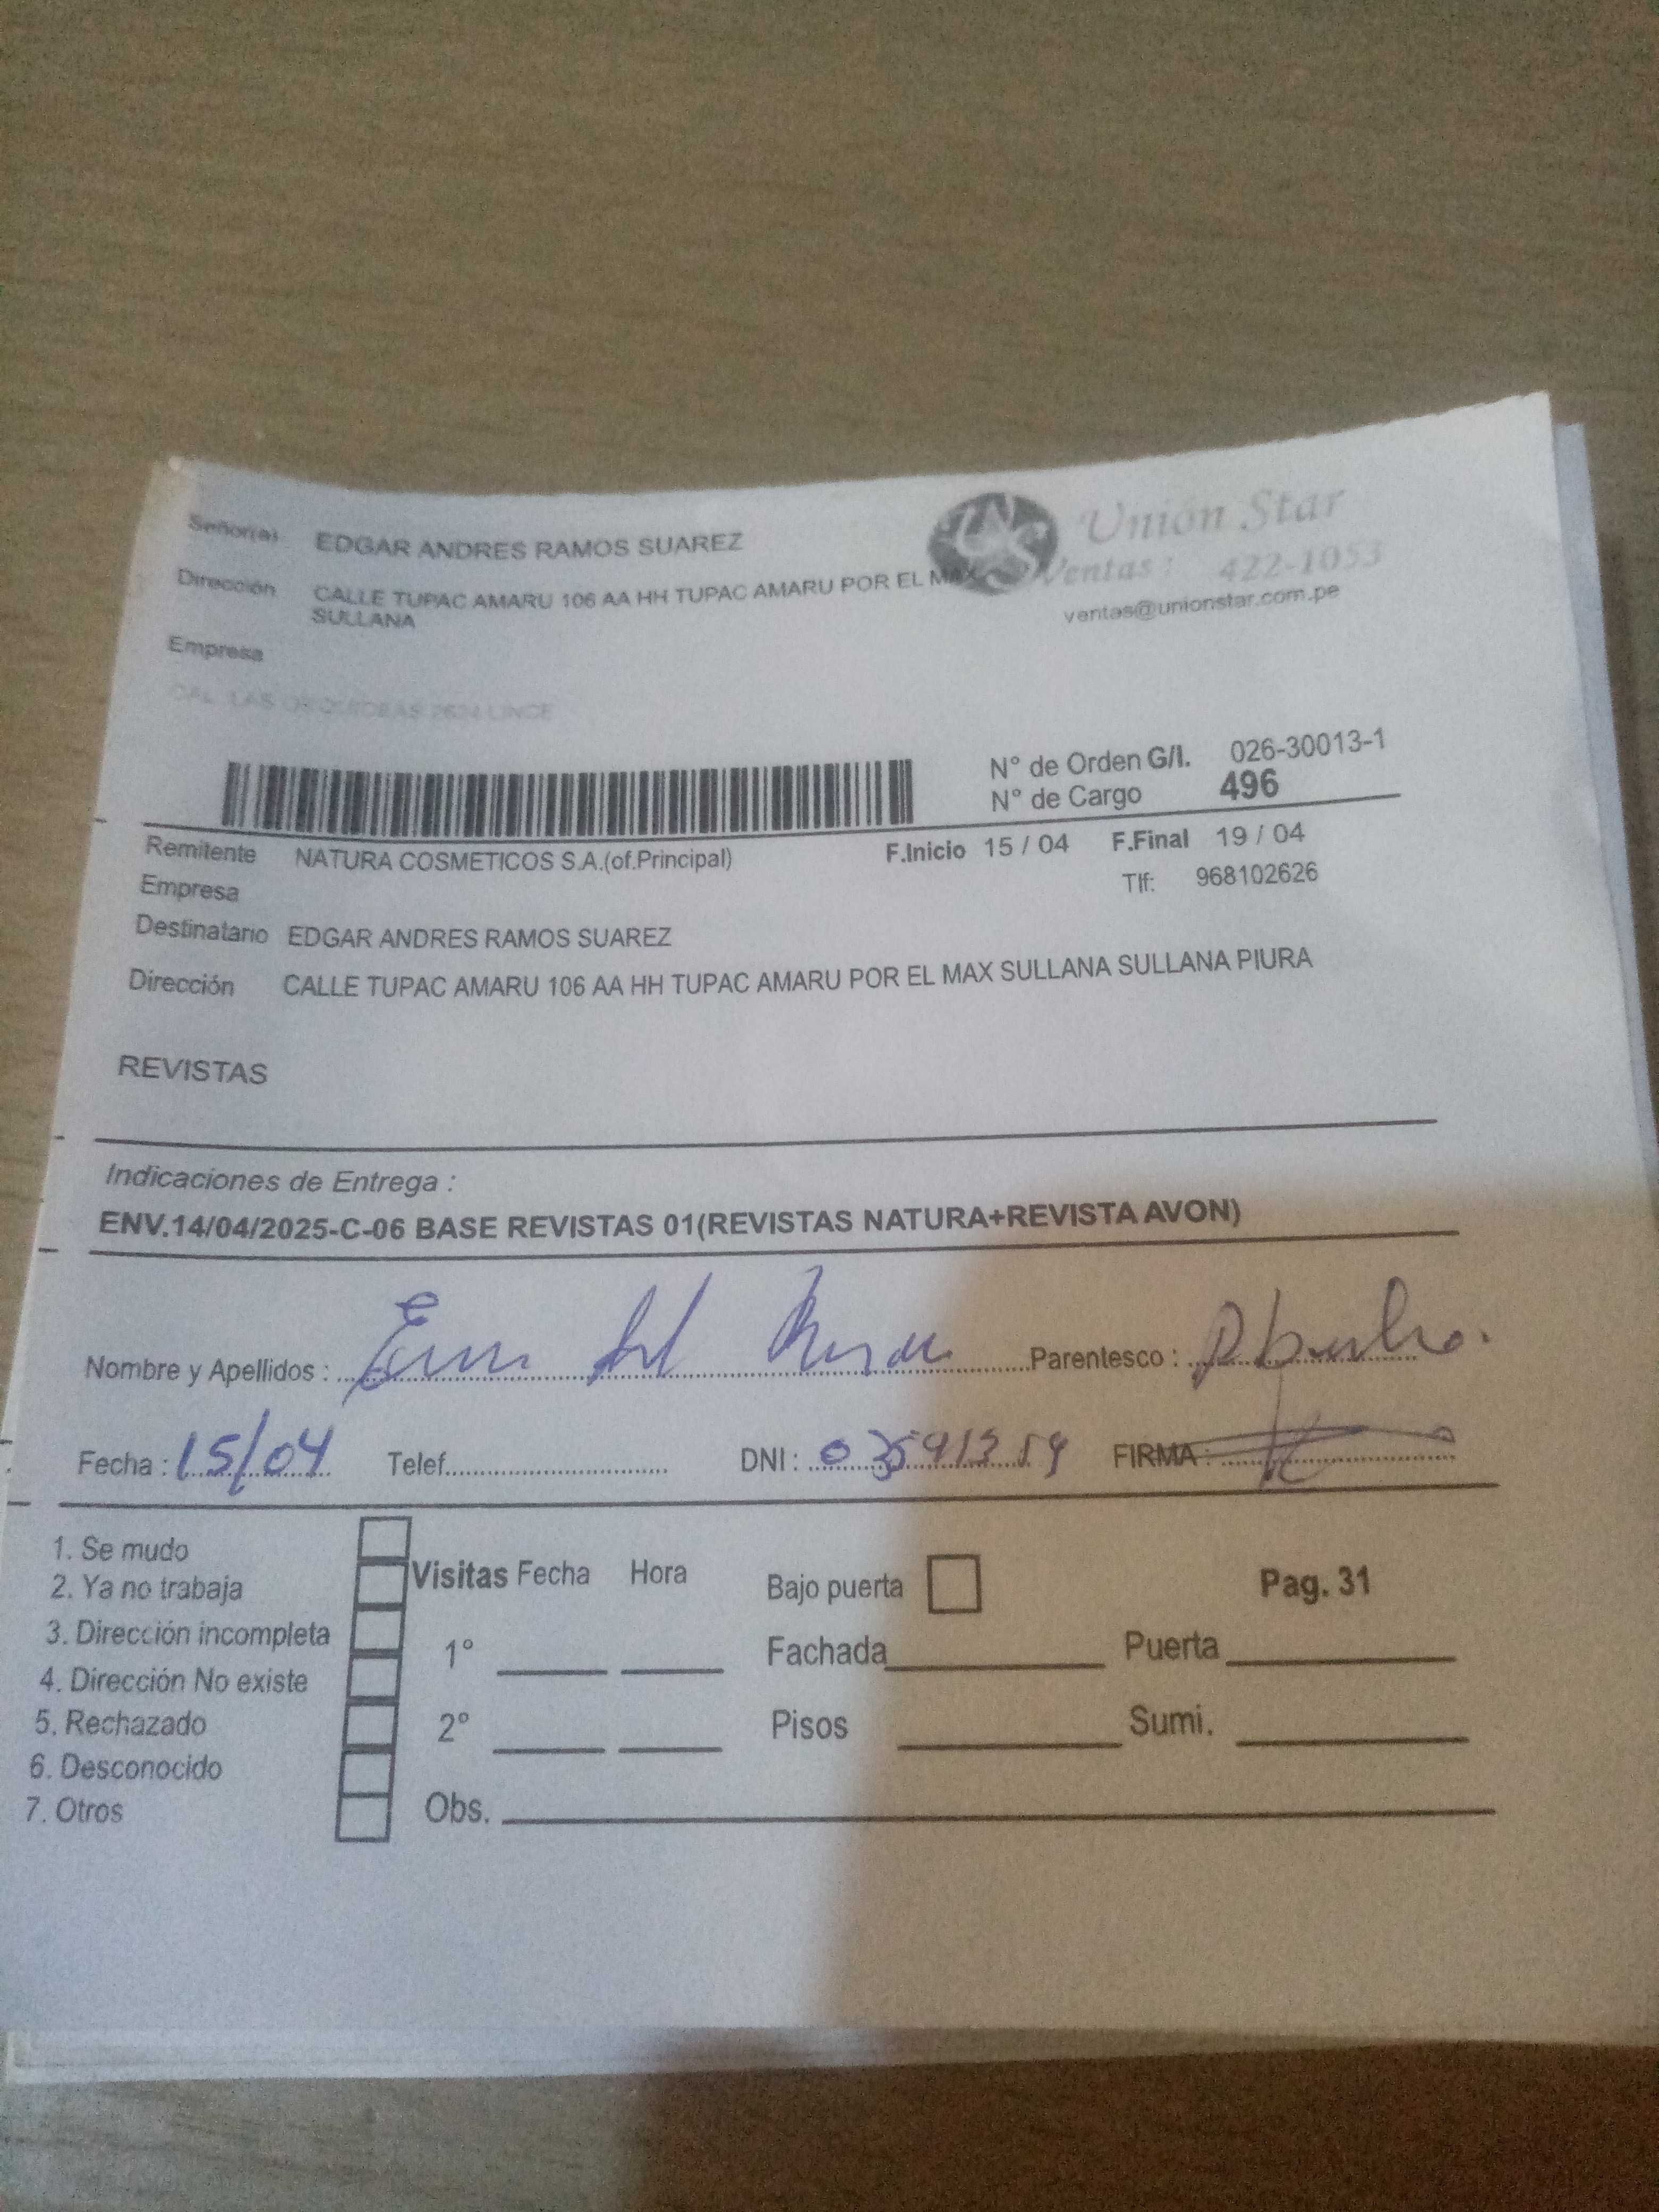 Señor(a) EDGAR ANDRES RAMOS SUAREZ
Unión Star
Ventas : 422-1053
ventas@unionstar.com.pe
Dirección CALLE TUPAC AMARU 106 AA HH TUPAC AMARU POR EL MAX
SULLANA
Empresa
CAL. LAS ORQUIDEAS LINCE
N° de Orden G/I. 026-30013-1
N° de Cargo 496
Remitente NATURA COSMETICOS S.A.(of.Principal) F.Inicio 15 / 04 F.Final 19 / 04
Empresa Tlf: 968102626
Destinatario EDGAR ANDRES RAMOS SUAREZ
Dirección CALLE TUPAC AMARU 106 AA HH TUPAC AMARU POR EL MAX SULLANA SULLANA PIURA
REVISTAS
Indicaciones de Entrega :
ENV.14/04/2025-C-06 BASE REVISTAS 01(REVISTAS NATURA+REVISTA AVON)
Nombre y Apellidos : Parentesco :
Fecha : 15/04 Telef. DNI : FIRMA :
1. Se mudo
2. Ya no trabaja
3. Dirección incompleta
4. Dirección No existe
5. Rechazado
6. Desconocido
7. Otros
Visitas Fecha Hora
1°
2°
Obs.
Bajo puerta Pag. 31
Fachada Puerta
Pisos Sumi.